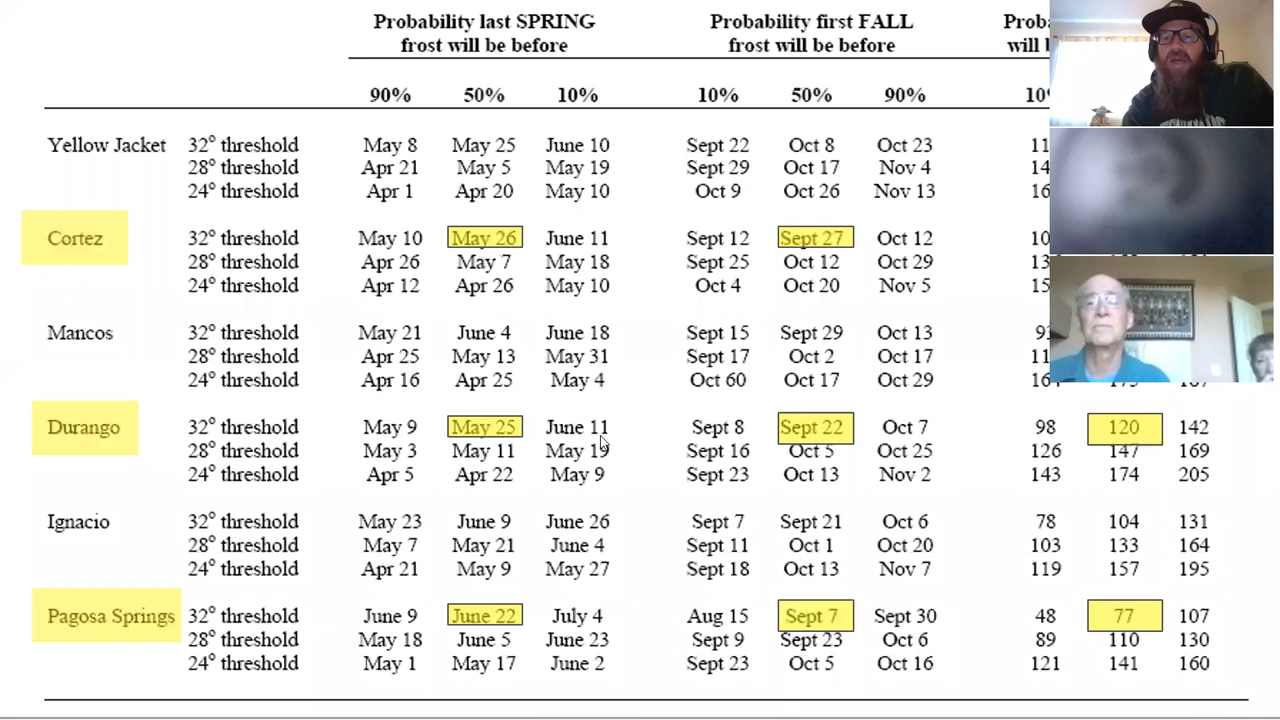 Probability last SPRING Probability first FALL
frost will be before frost will be before
90% 50% 10% 10% 50% 90%
Yellow Jacket 32° threshold May 8 May 25 June 10 Sept 22 Oct 8 Oct 23
28° threshold Apr 21 May 5 May 19 Sept 29 Oct 17 Nov 4
24° threshold Apr 1 Apr 20 May 10 Oct 9 Oct 26 Nov 13
Cortez 32° threshold May 10 May 26 June 11 Sept 12 Sept 27 Oct 12
28° threshold Apr 26 May 7 May 18 Sept 25 Oct 12 Oct 29
24° threshold Apr 12 Apr 26 May 10 Oct 4 Oct 20 Nov 5
Mancos 32° threshold May 21 June 4 June 18 Sept 15 Sept 29 Oct 13
28° threshold Apr 25 May 13 May 31 Sept 17 Oct 2 Oct 17
24° threshold Apr 16 Apr 25 May 4 Oct 60 Oct 17 Oct 29
Durango 32° threshold May 9 May 25 June 11 Sept 8 Sept 22 Oct 7 98 120 142
28° threshold May 3 May 11 May 19 Sept 16 Oct 5 Oct 25 126 147 169
24° threshold Apr 5 Apr 22 May 9 Sept 23 Oct 13 Nov 2 143 174 205
Ignacio 32° threshold May 23 June 9 June 26 Sept 7 Sept 21 Oct 6 78 104 131
28° threshold May 7 May 21 June 4 Sept 11 Oct 1 Oct 20 103 133 164
24° threshold Apr 21 May 9 May 27 Sept 18 Oct 13 Nov 7 119 157 195
Pagosa Springs 32° threshold June 9 June 22 July 4 Aug 15 Sept 7 Sept 30 48 77 107
28° threshold May 18 June 5 June 23 Sept 9 Sept 23 Oct 6 89 110 130
24° threshold May 1 May 17 June 2 Sept 23 Oct 5 Oct 16 121 141 160